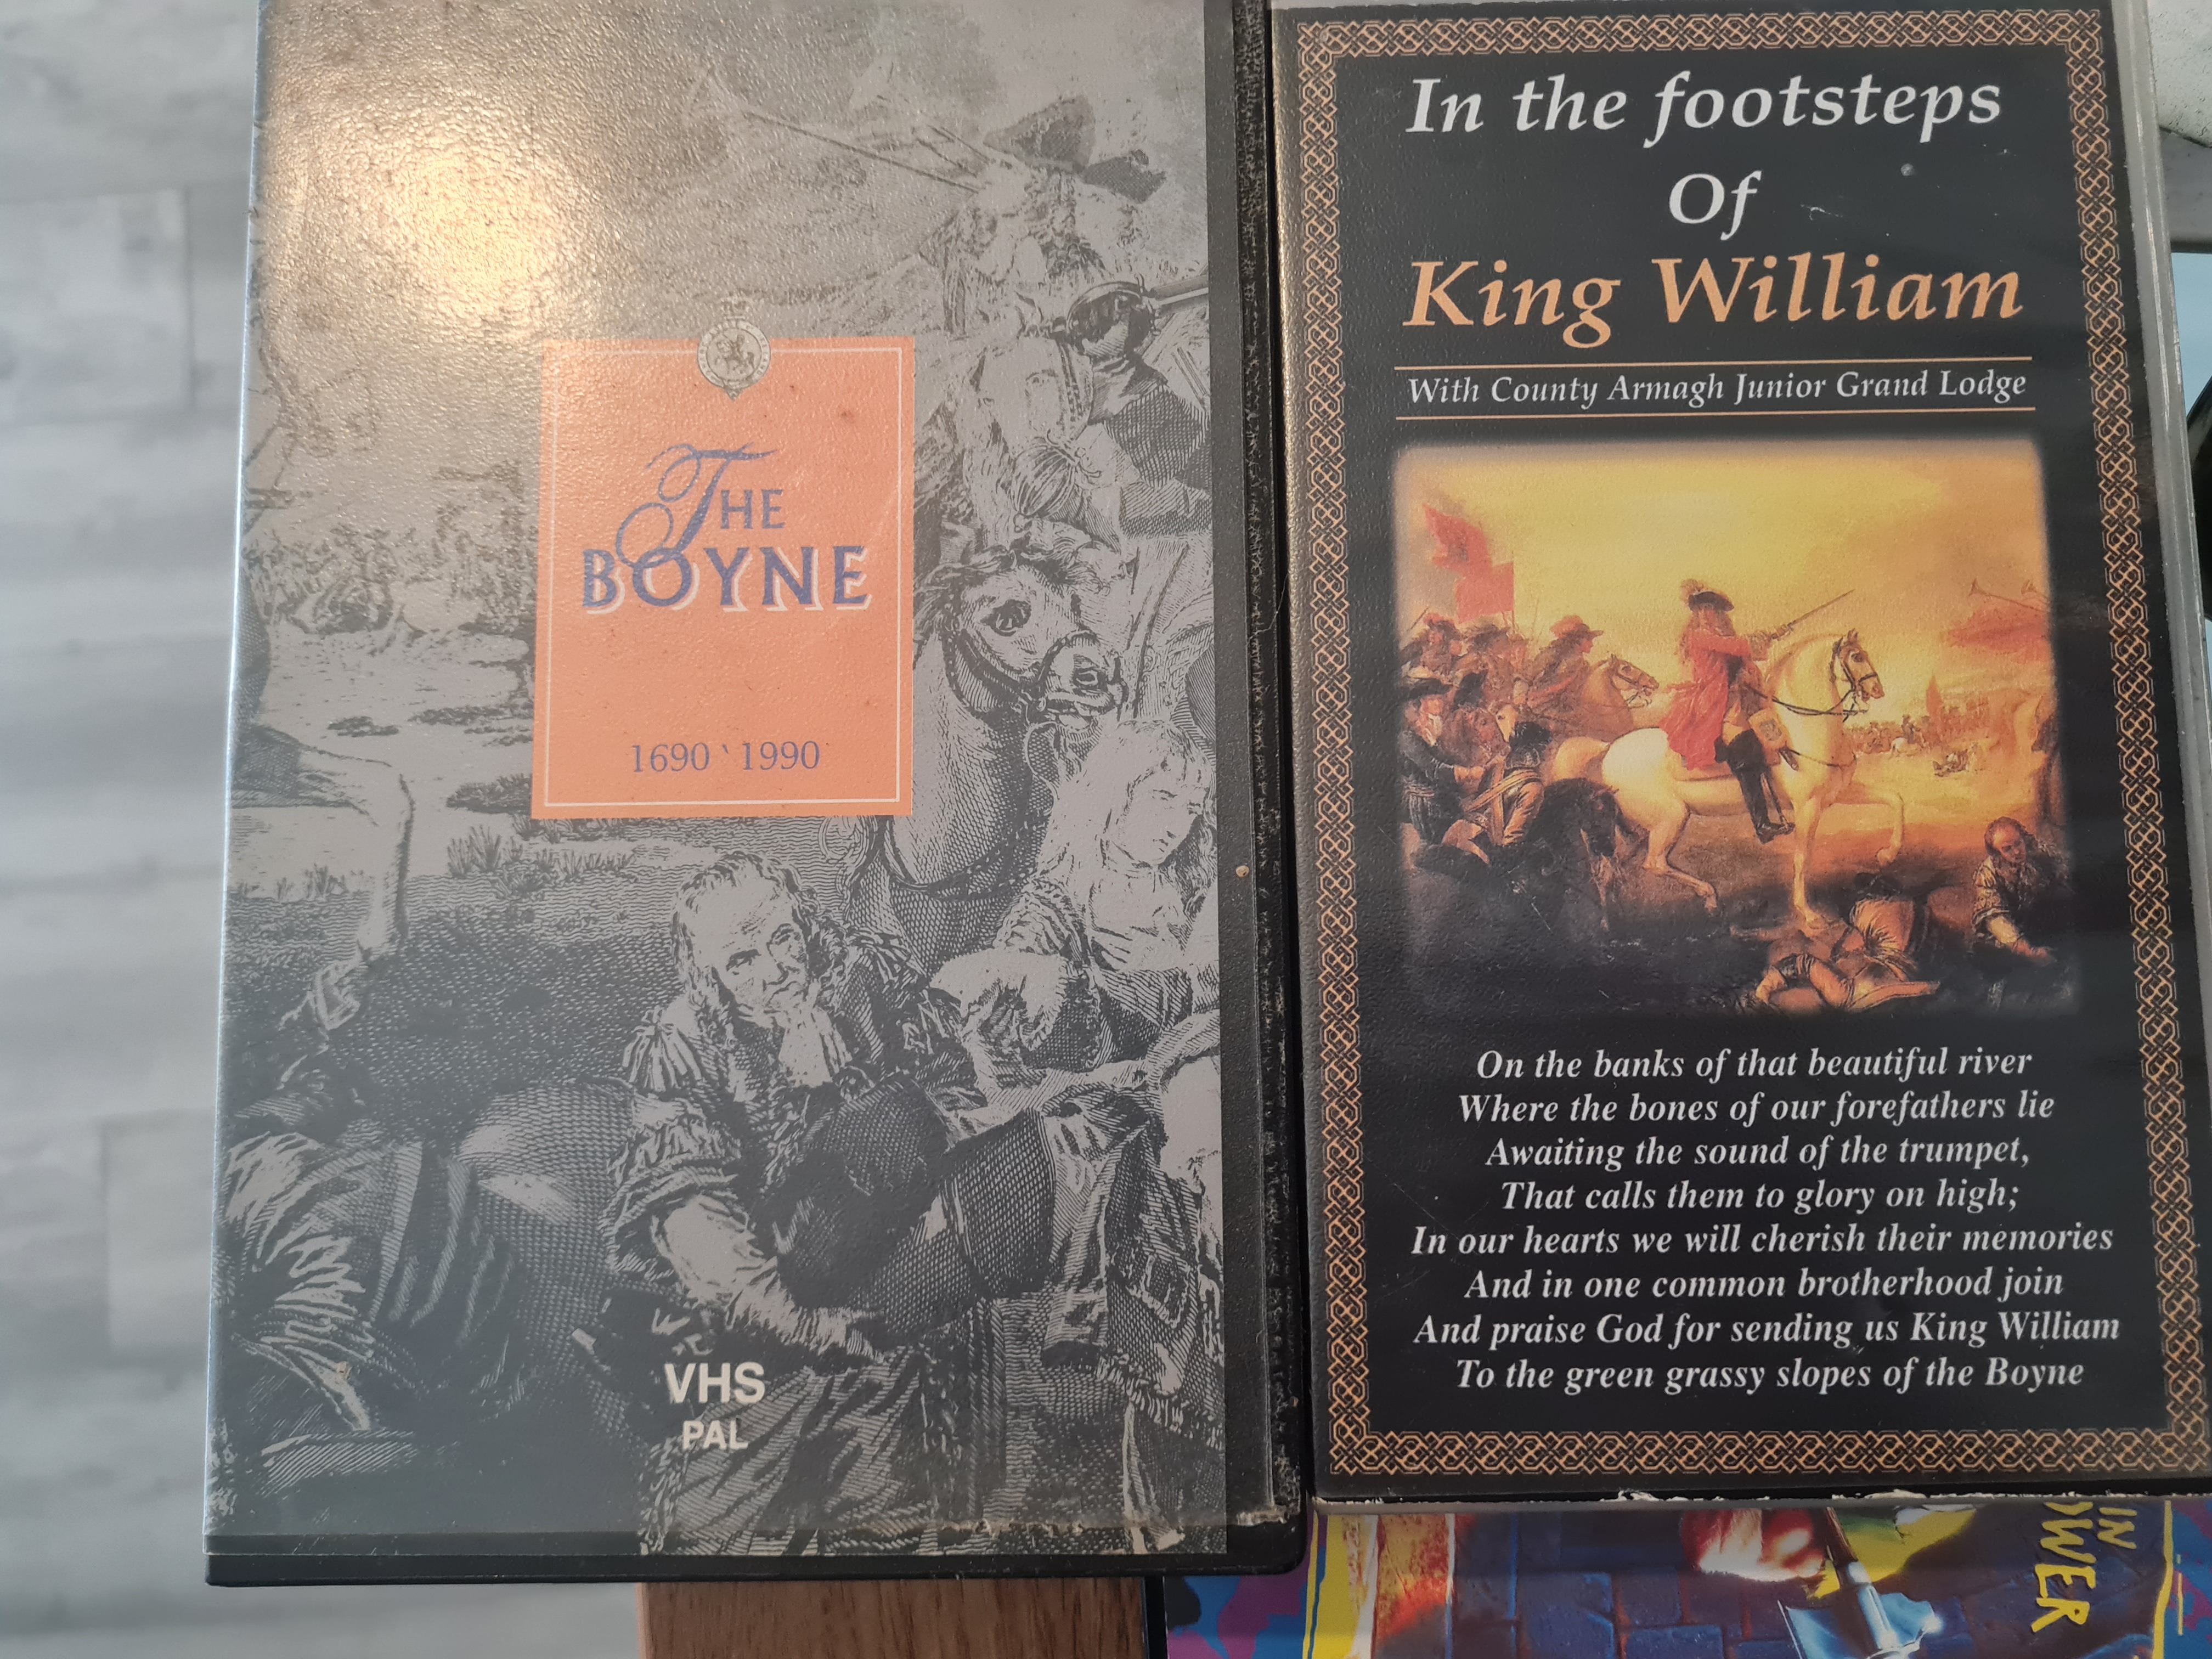 THE
BOYNE
1690 ‵ 1990
VHS
PAL
In the footsteps
Of
King William
With County Armagh Junior Grand Lodge
On the banks of that beautiful river
Where the bones of our forefathers lie
Awaiting the sound of the trumpet,
That calls them to glory on high;
In our hearts we will cherish their memories
And in one common brotherhood join
And praise God for sending us King William
To the green grassy slopes of the Boyne
IN